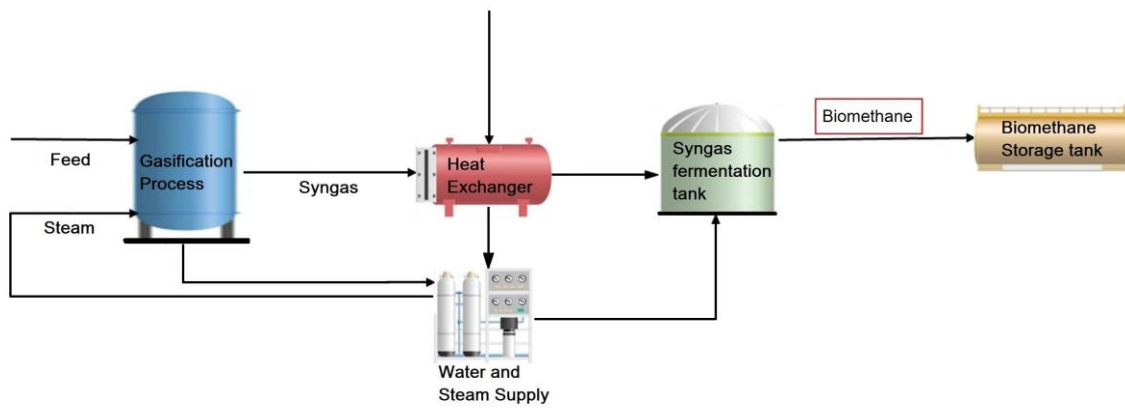 Feed
Steam
Gasification
Process
Syngas
Heat
Exchanger
Water and
Steam Supply
Syngas
fermentation
tank
Biomethane
Biomethane
Storage tank